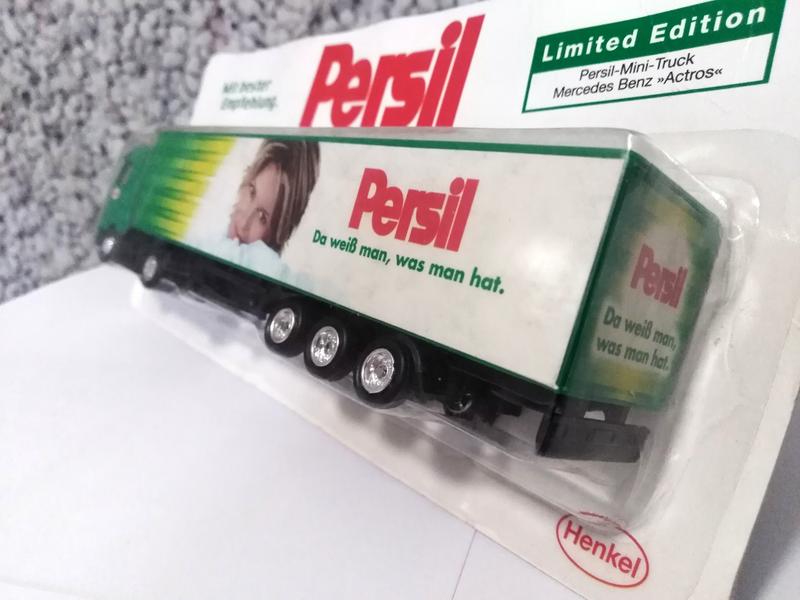 Mit bester
Empfehlung.
Persil
Limited Edition
Persil-Mini-Truck
Mercedes Benz »Actros«
Persil
Da weiß man, was man hat.
Persil
Da weiß man,
was man hat.
Henkel